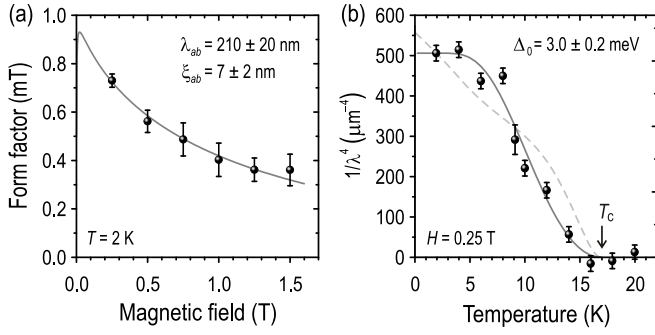 (a)
λab = 210 ± 20 nm
ξab = 7 ± 2 nm
Form factor (mT)
1.0
0.8
0.6
0.4
0.2
0.0
T = 2 K
0.0 0.5 1.0 1.5
Magnetic field (T)
(b)
Δ0 = 3.0 ± 0.2 meV
1/λ⁴ (μm⁻⁴)
600
500
400
300
200
100
0
Tc
H = 0.25 T
0 5 10 15 20
Temperature (K)